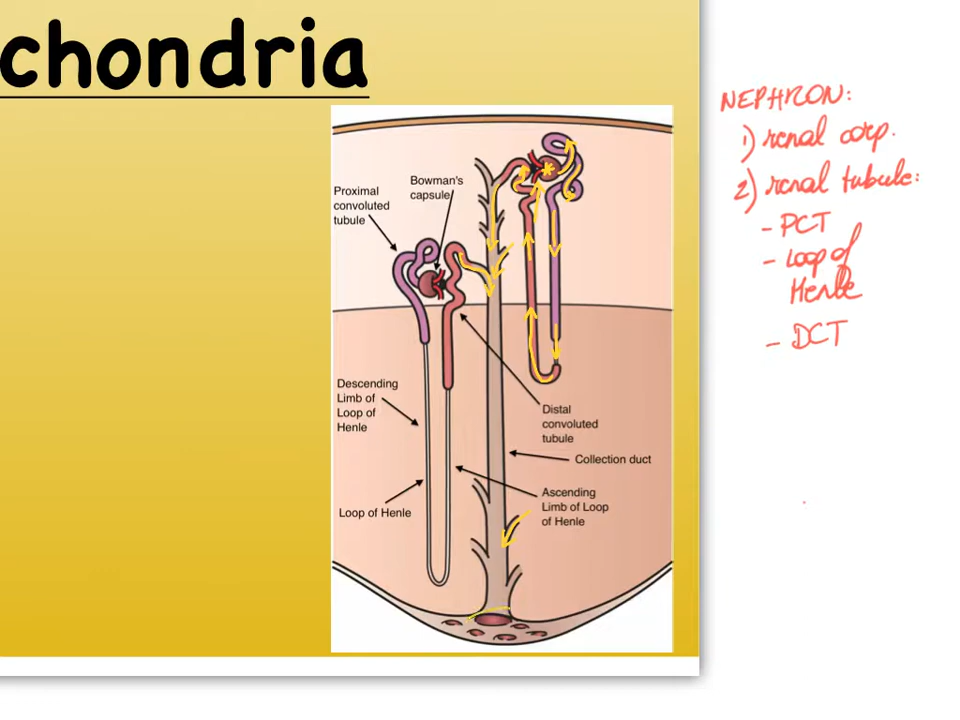 chondria
NEPHRON:
1) renal corp.
2) renal tubule:
- PCT
- Loop of
Henle
- DCT
Proximal
convoluted
tubule
Bowman's
capsule
Descending
Limb of
Loop of
Henle
Loop of Henle
Distal
convoluted
tubule
Collection duct
Ascending
Limb of Loop
of Henle